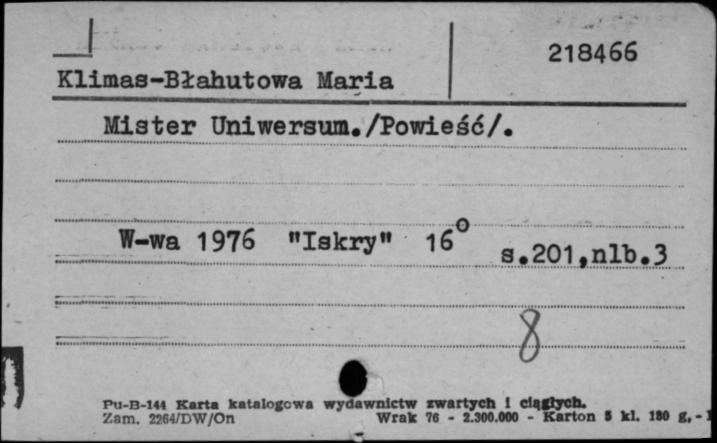 218466
Klimas-Błahutowa Maria
Mister Uniwersum./Powieść/.
W-wa 1976 "Iskry" 16° s.201,nlb.3
8
Pu-B-144 Karta katalogowa wydawnictw zwartych i ciągłych.
Zam. 2264/DW/On Wrak 76 - 2.300.000 - Karton 5 kl. 180 g,-